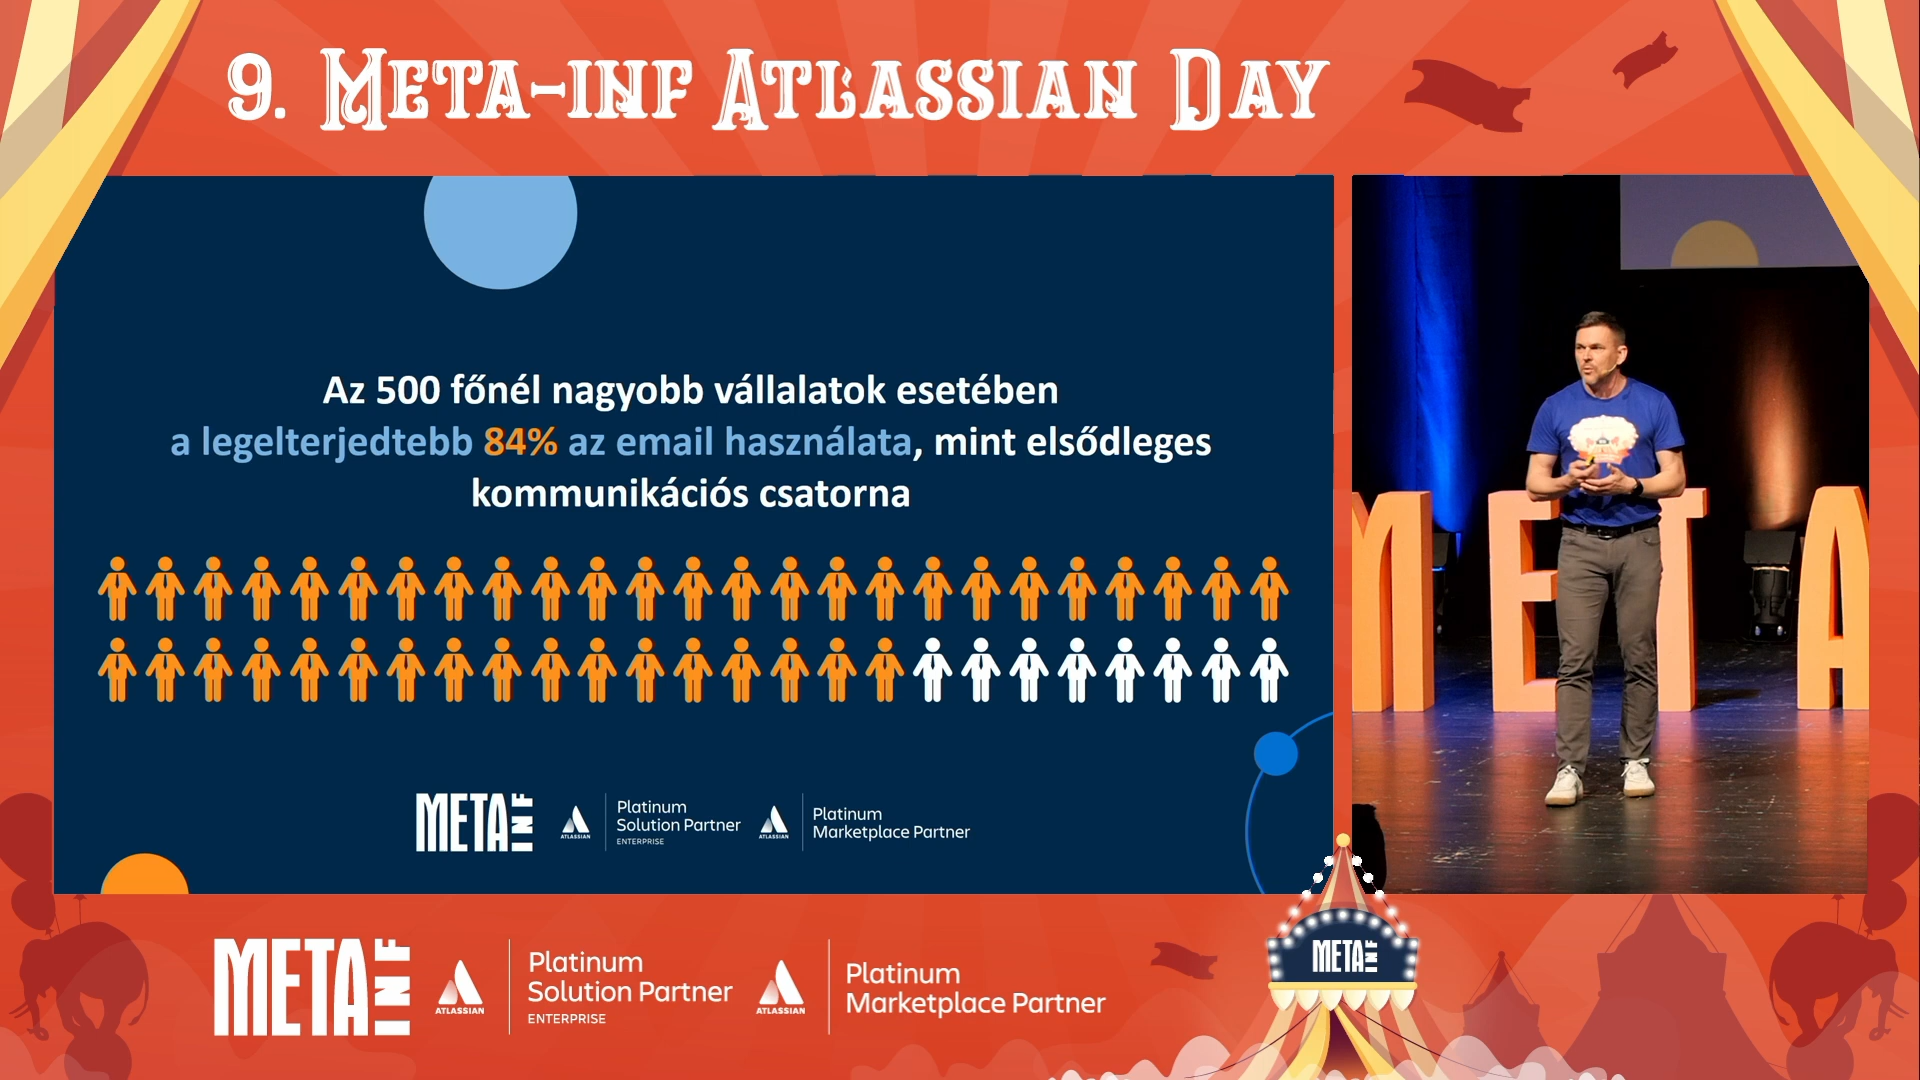 9. META-INF ATLASSIAN DAY
Az 500 főnél nagyobb vállalatok esetében
a legelterjedtebb 84% az email használata, mint elsődleges
kommunikációs csatorna
META INF
ATLASSIAN
Platinum
Solution Partner
ENTERPRISE
ATLASSIAN
Platinum
Marketplace Partner
META
META INF
ATLASSIAN
Platinum
Solution Partner
ENTERPRISE
ATLASSIAN
Platinum
Marketplace Partner
META INF